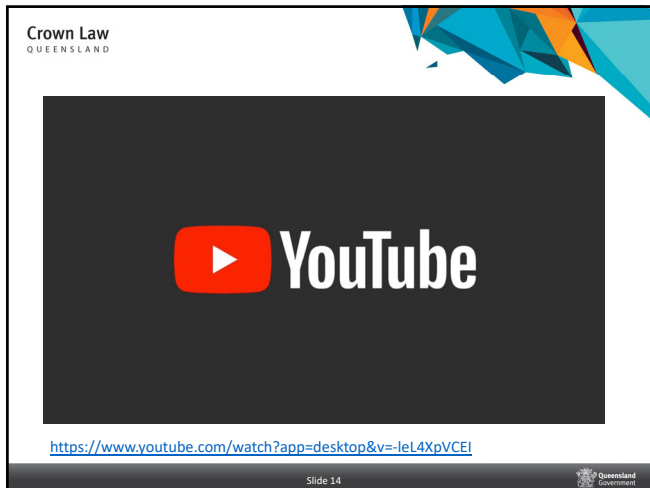 Crown Law
QUEENSLAND
YouTube
https://www.youtube.com/watch?app=desktop&v=-leL4XpVCEI
Slide 14
Queensland
Government